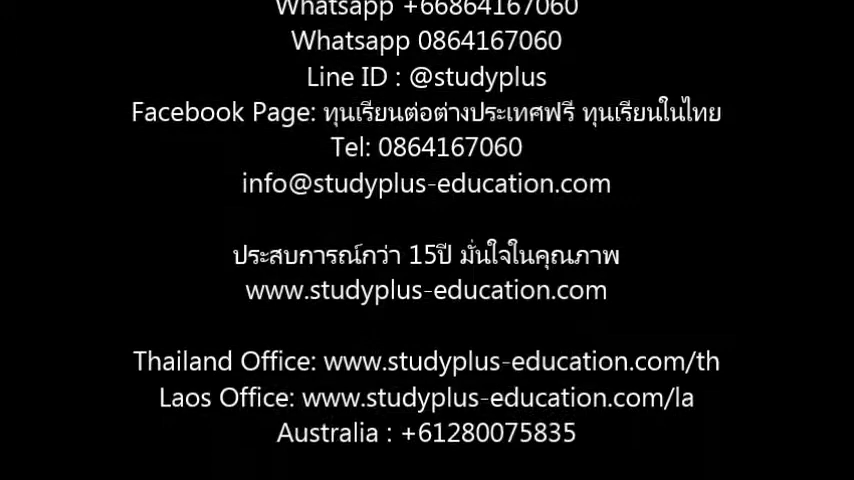 Whatsapp +66864167060
Whatsapp 0864167060
Line ID : @studyplus
Facebook Page: ทุนเรียนต่อต่างประเทศฟรี ทุนเรียนในไทย
Tel: 0864167060
info@studyplus-education.com
ประสบการณ์กว่า 15ปี มั่นใจในคุณภาพ
www.studyplus-education.com
Thailand Office: www.studyplus-education.com/th
Laos Office: www.studyplus-education.com/la
Australia : +61280075835